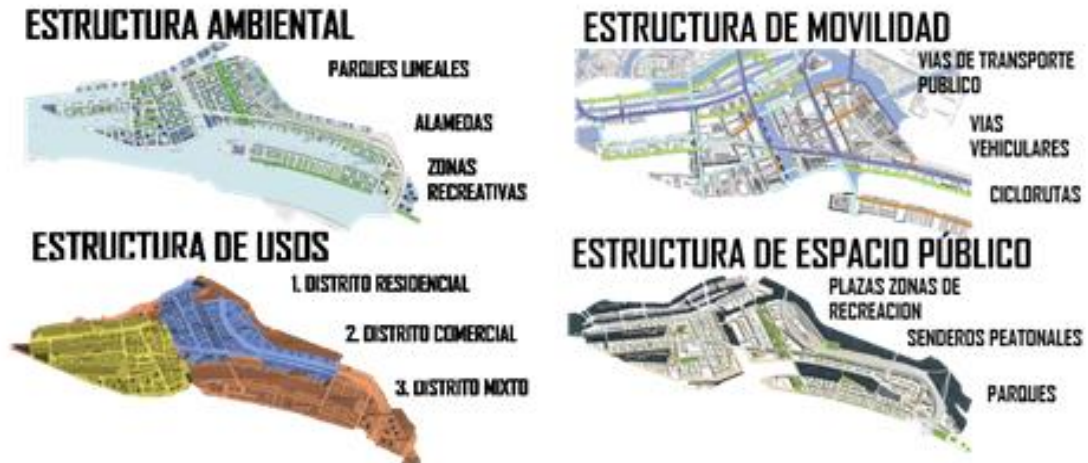 ESTRUCTURA AMBIENTAL
PARQUES LINEALES
ALAMEDAS
ZONAS
RECREATIVAS
ESTRUCTURA DE MOVILIDAD
VIAS DE TRANSPORTE
PUBLICO
VIAS
VEHICULARES
CICLORUTAS
ESTRUCTURA DE USOS
1. DISTRITO RESIDENCIAL
2. DISTRITO COMERCIAL
3. DISTRITO MIXTO
ESTRUCTURA DE ESPACIO PÚBLICO
PLAZAS ZONAS DE
RECREACION
SENDEROS PEATONALES
PARQUES